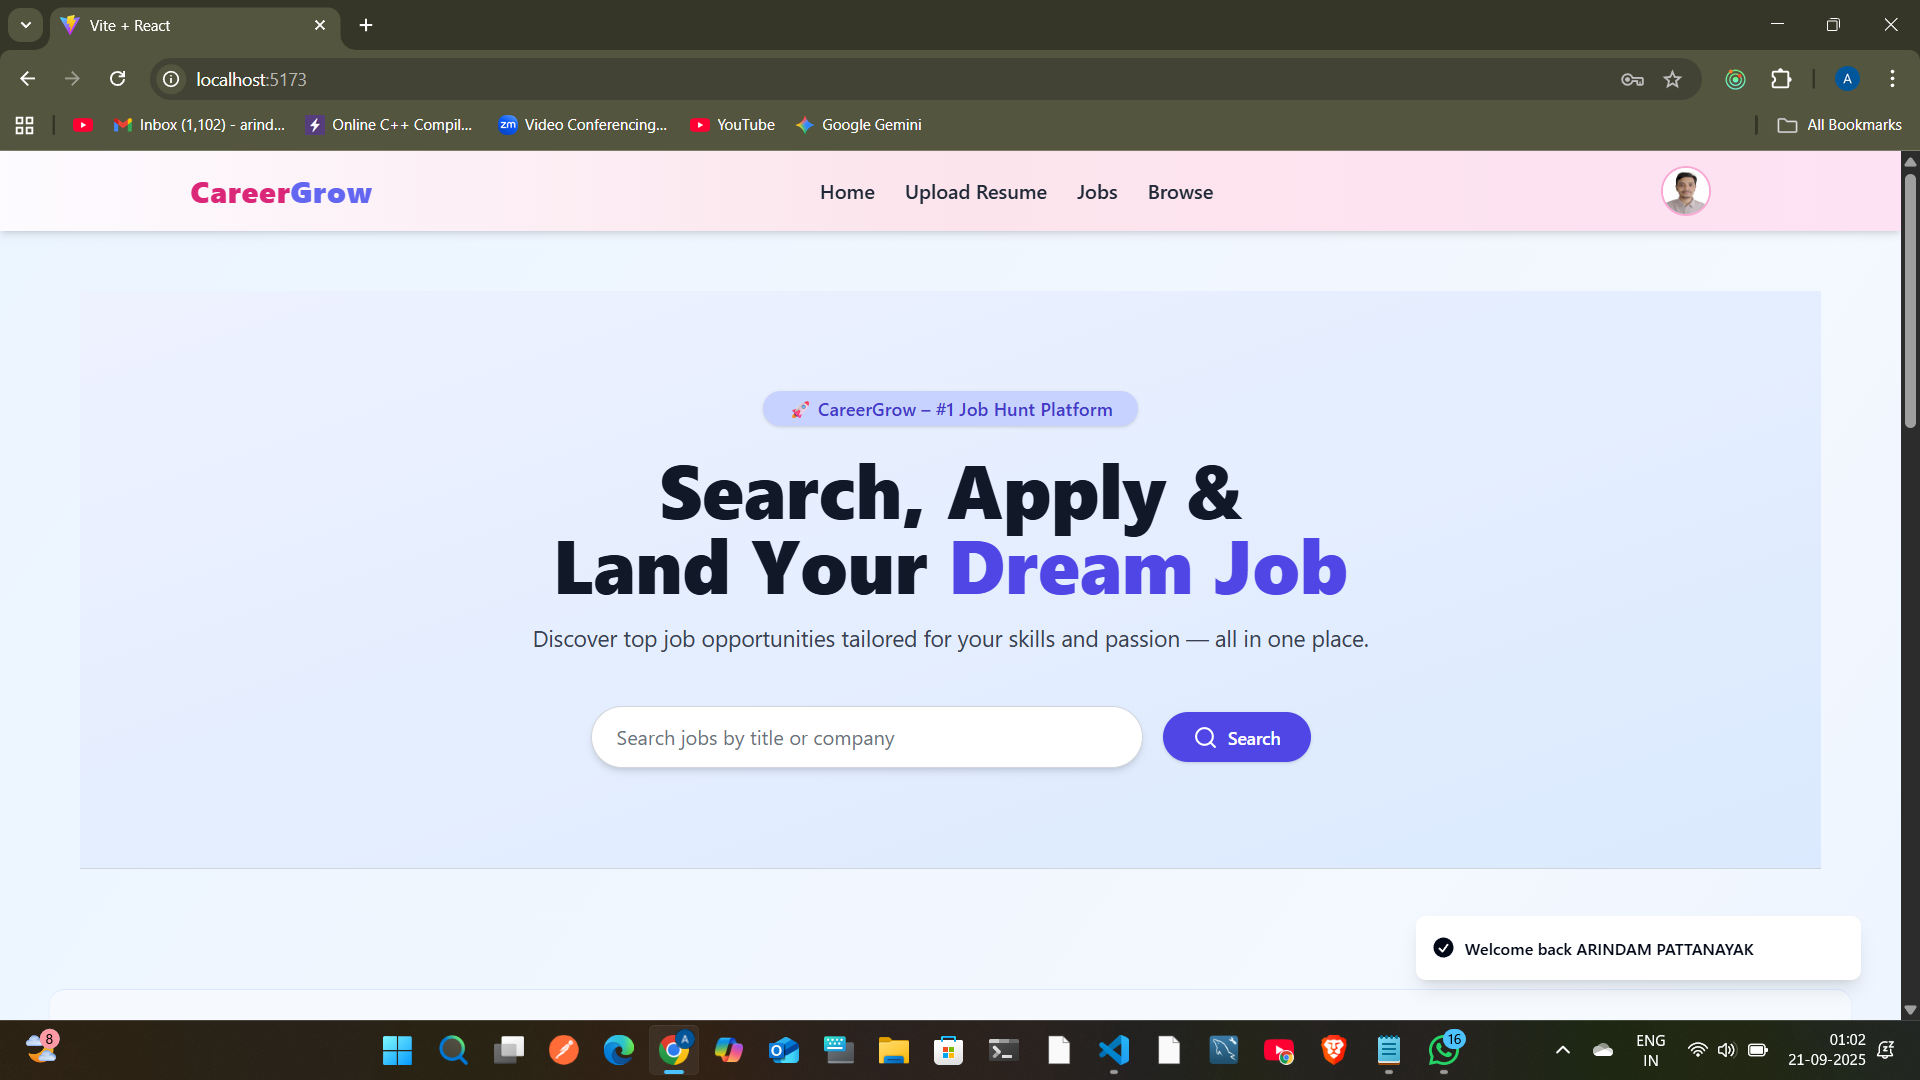 Vite + React
localhost:5173
A
Inbox (1,102) - arind...
Online C++ Compil...
zm Video Conferencing...
YouTube
Google Gemini
All Bookmarks
CareerGrow
Home
Upload Resume
Jobs
Browse
🚀 CareerGrow – #1 Job Hunt Platform
Search, Apply &
Land Your Dream Job
Discover top job opportunities tailored for your skills and passion — all in one place.
Search jobs by title or company
Search
Welcome back ARINDAM PATTANAYAK
8
A
16
ENG
IN
01:02
21-09-2025